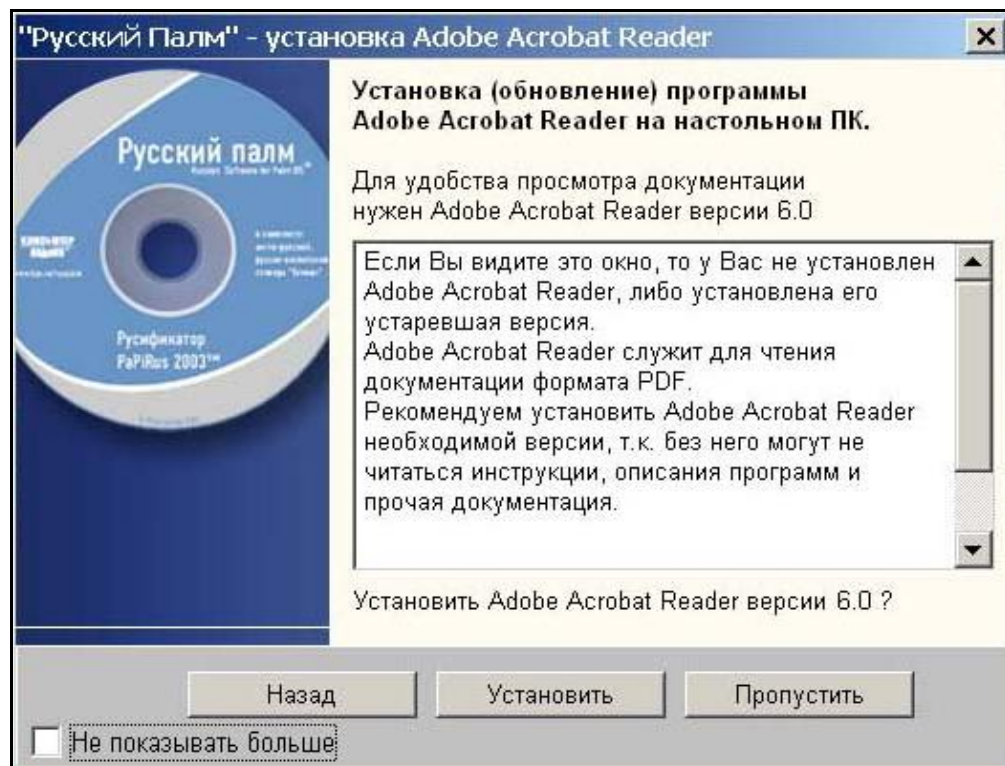 "Русский Палм" - установка Adobe Acrobat Reader
Русский палм
Русификатор
PaPiRus 2003™
Установка (обновление) программы
Adobe Acrobat Reader на настольном ПК.
Для удобства просмотра документации
нужен Adobe Acrobat Reader версии 6.0
Если Вы видите это окно, то у Вас не установлен
Adobe Acrobat Reader, либо установлена его
устаревшая версия.
Adobe Acrobat Reader служит для чтения
документации формата PDF.
Рекомендуем установить Adobe Acrobat Reader
необходимой версии, т.к. без него могут не
читаться инструкции, описания программ и
прочая документация.
Установить Adobe Acrobat Reader версии 6.0 ?
Назад
Установить
Пропустить
Не показывать больше